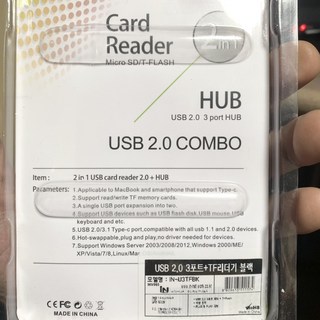 Card
Reader
2 in 1
Micro SD/T-FLASH
HUB
USB 2.0 3 port HUB
USB 2.0 COMBO
Item : 2 in 1 USB card reader 2.0 + HUB
Parameters: 1.Applicable to MacBook and smartphone that support Type-c.
2.Support read/write TF memory cards.
3.A single USB port expansion into two.
4.Support USB devices such as USB flash disk, USB mouse,
USB keyboard and etc.
5.USB2.0/3.1 Type-c port, compatible with all usb 1.1 and 2.0 devices.
6.Hot-swappable,plug and play,no driver needed for devices.
7.Support Windows Server 2003/2008/2012, Windows 2000/ME/
XP/Vista/7/8,Linux/Mac
USB 2.0 3포트+TF리더기 블랙
모델명 : iN-U3TFBK